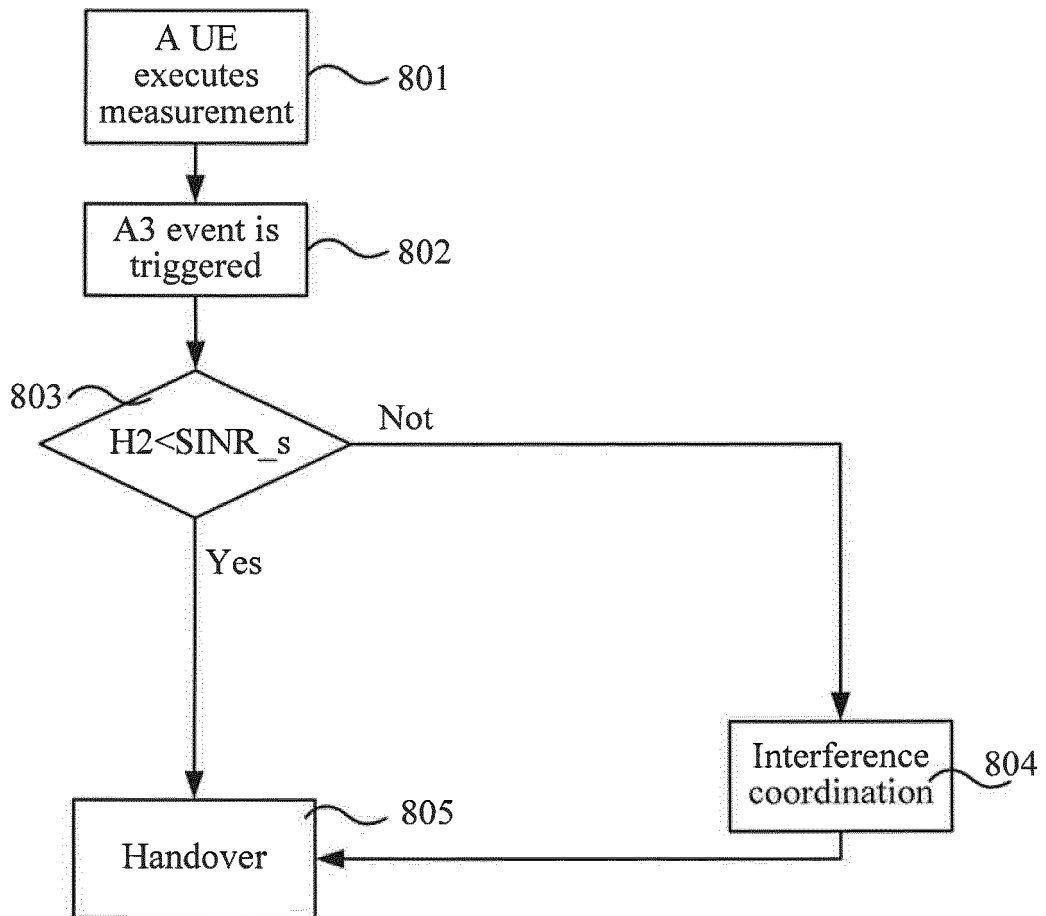 A UE
executes
measurement
801
A3 event is
triggered
802
803
H2<SINR_s
Not
Yes
Interference
coordination
804
805
Handover